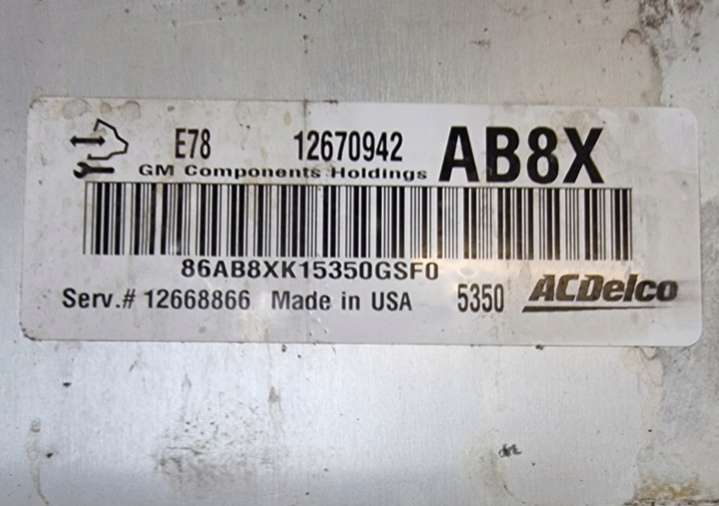 E78 12670942 AB8X
GM Components Holdings
86AB8XK15350GSF0
Serv.# 12668866 Made in USA 5350 ACDelco